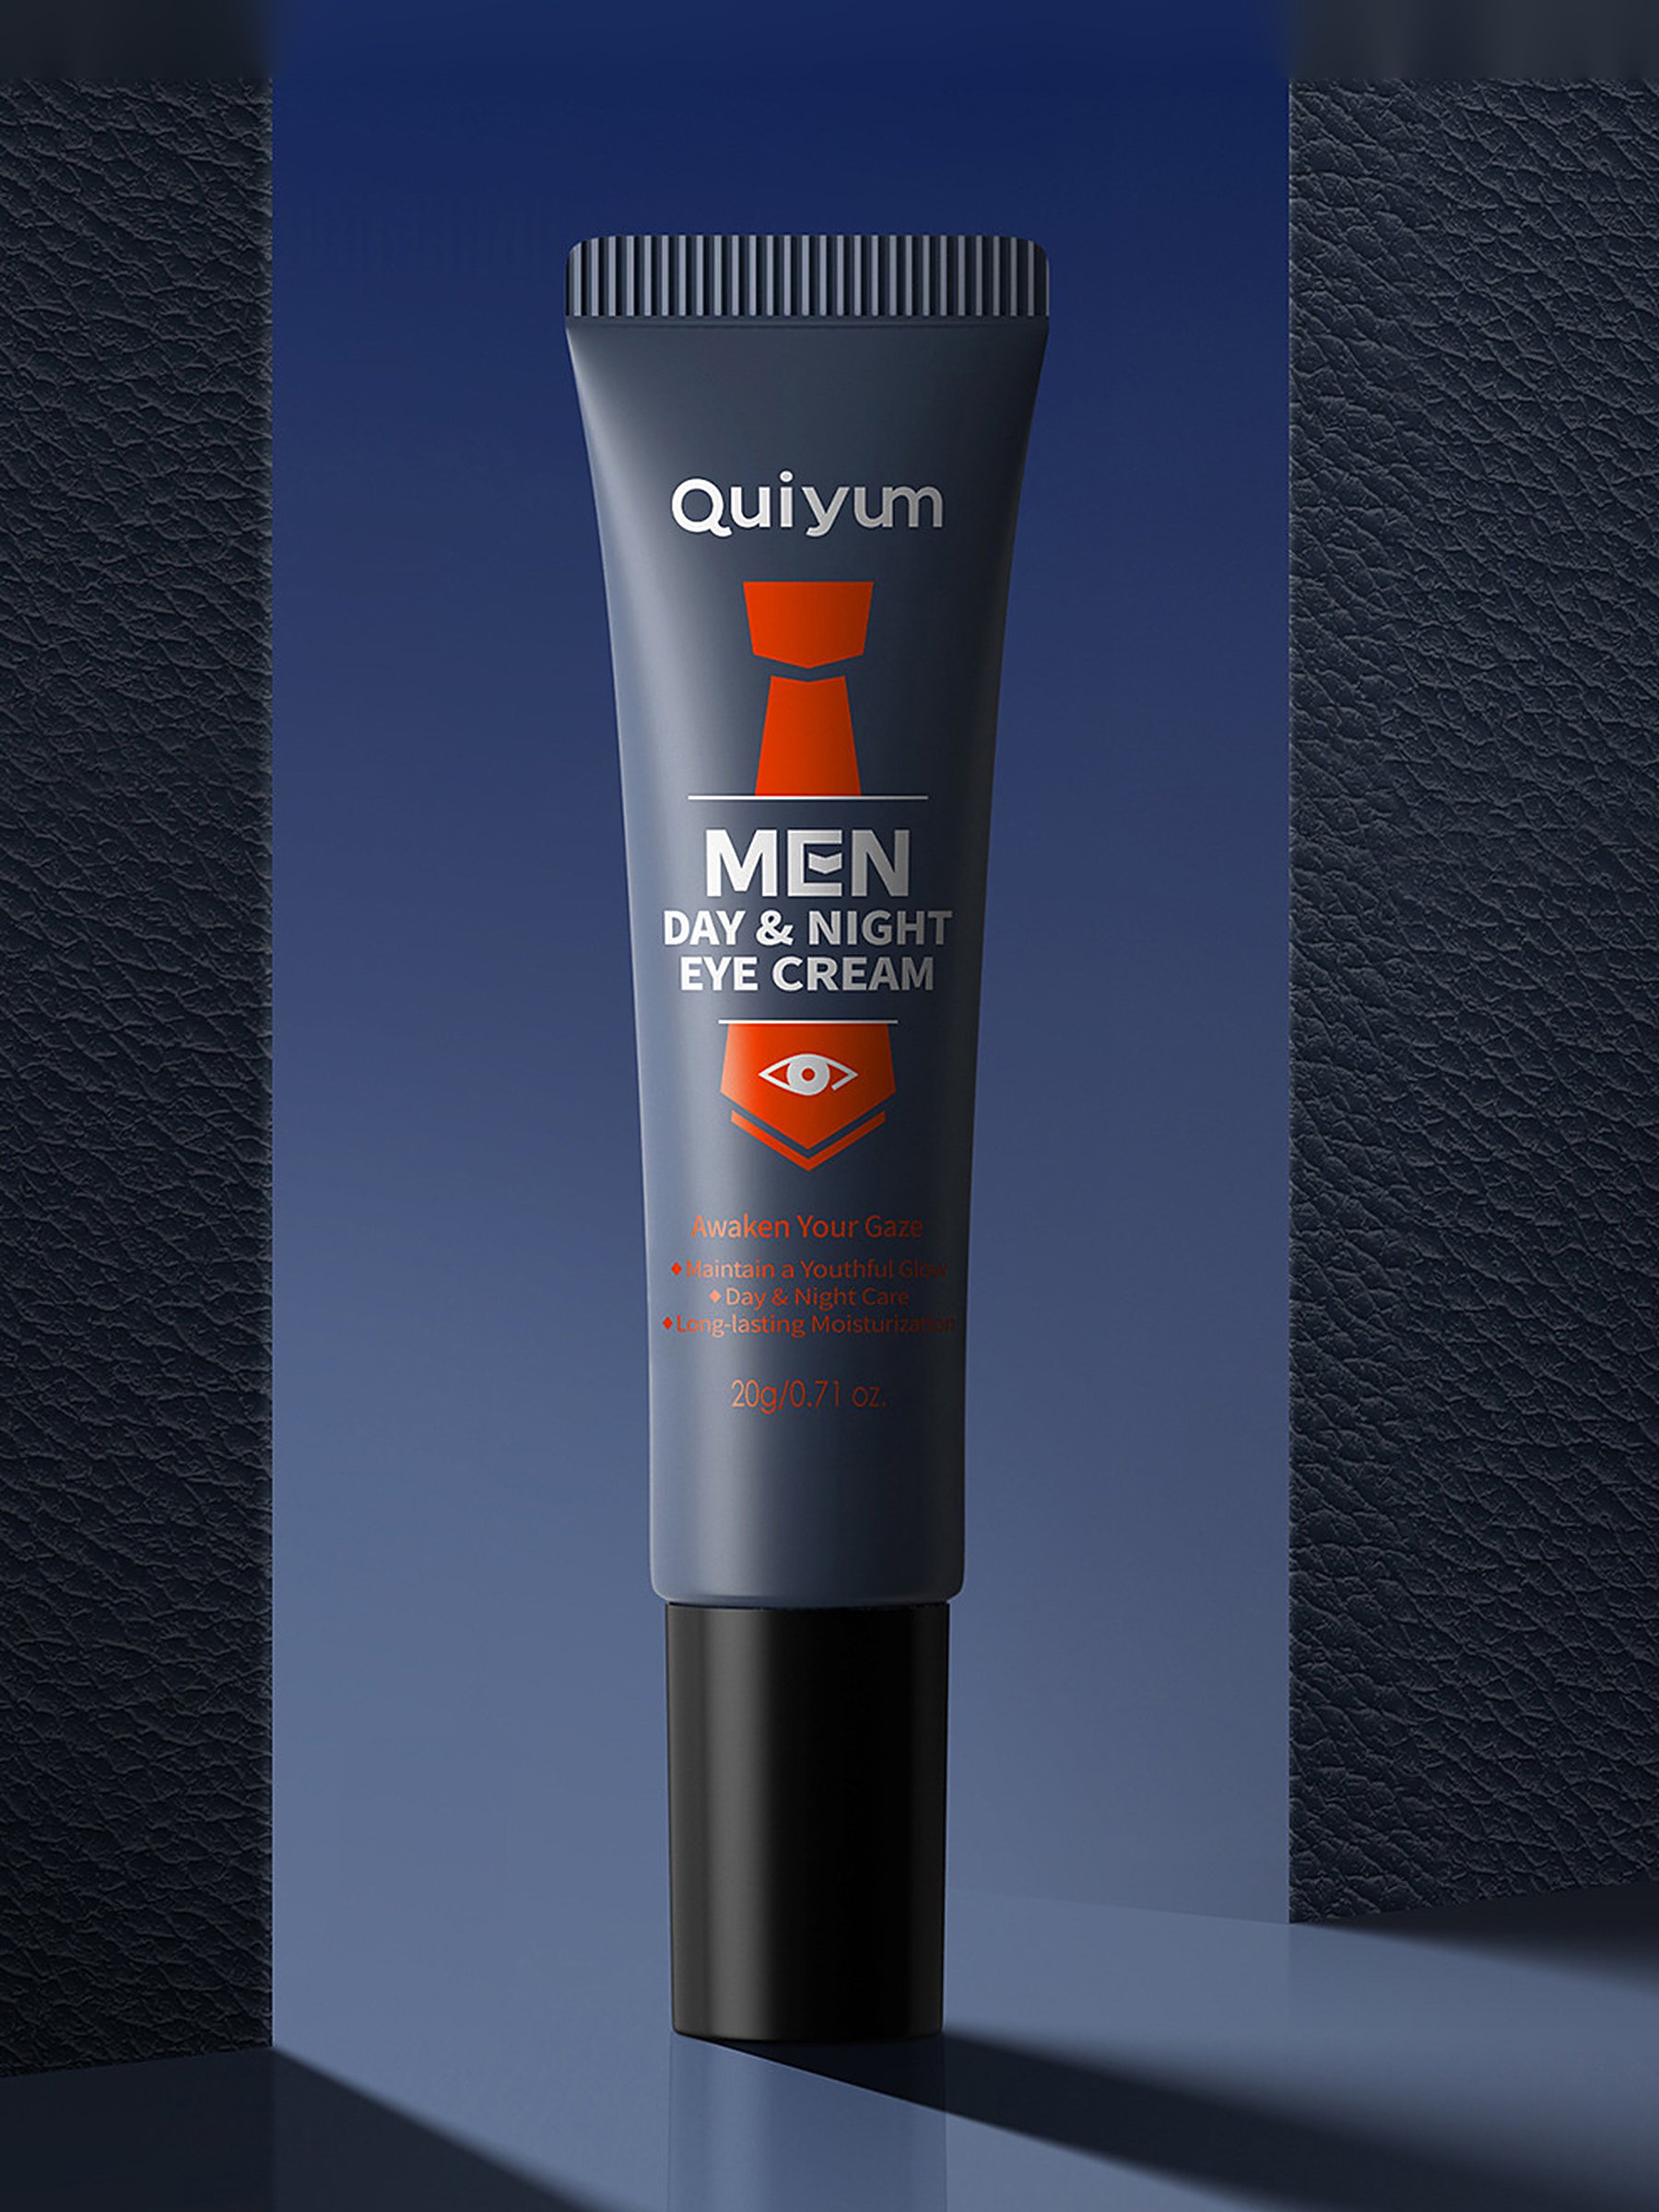 Quiyum
MEN
DAY & NIGHT
EYE CREAM
Awaken Your Gaze
♦Maintain a Youthful Glow
♦Day & Night Care
♦Long-lasting Moisturization
20g/0.71 oz.